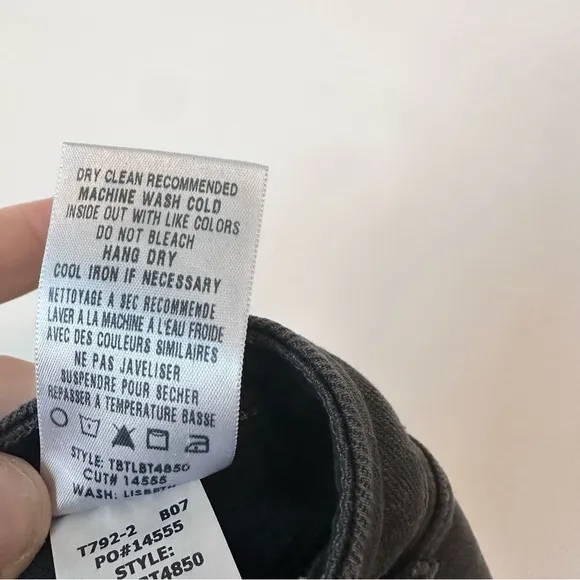 DRY CLEAN RECOMMENDED
MACHINE WASH COLD
INSIDE OUT WITH LIKE COLORS
DO NOT BLEACH
HANG DRY
COOL IRON IF NECESSARY
NETTOYAGE A SEC RECOMMENDE
LAVER A LA MACHINE A L'EAU FROIDE
AVEC DES COULEURS SIMILAIRES
NE PAS JAVELISER
SUSPENDRE POUR SECHER
REPASSER A TEMPERATURE BASSE
STYLE: TBTLBT4850
CUT# 14555
WASH:
T792-2 B07
PO#14555
STYLE: